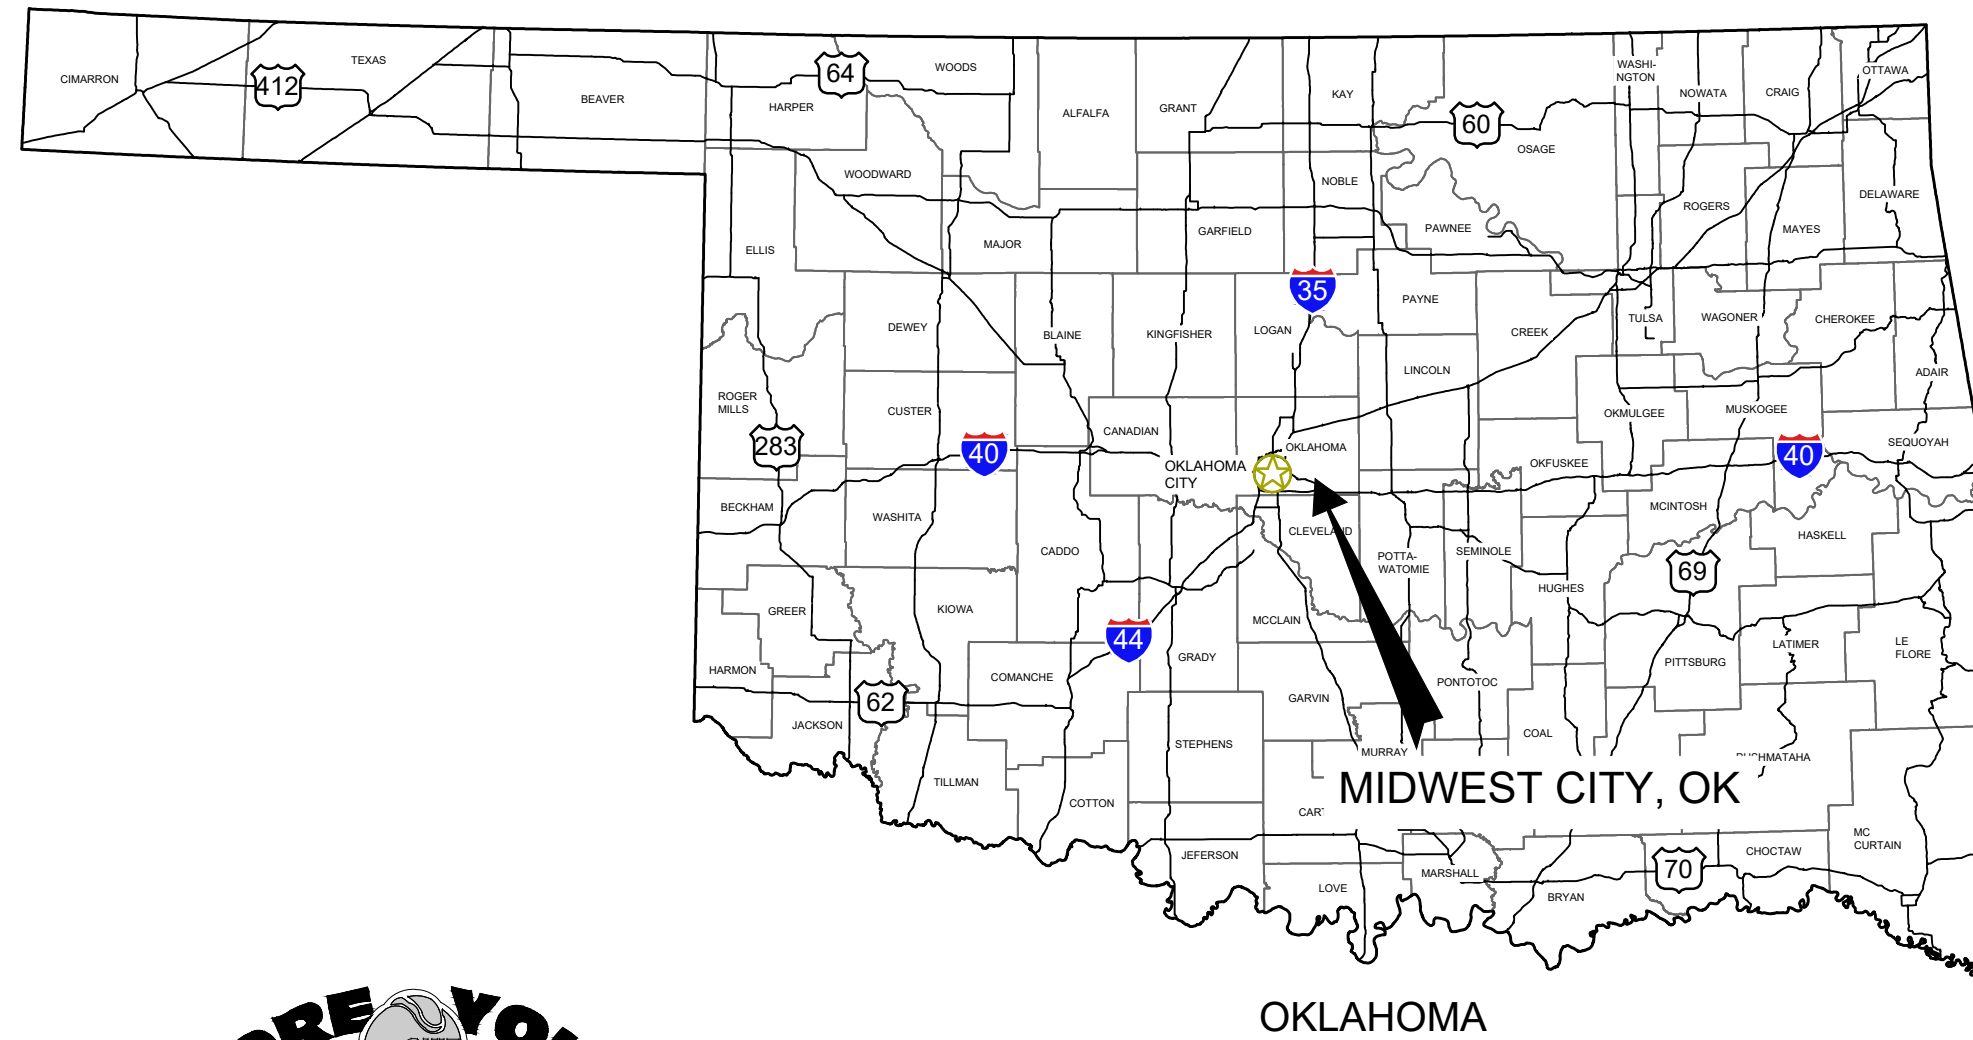 CIMARRON
412
TEXAS
BEAVER
64
HARPER
WOODS
ALFALFA
GRANT
KAY
60
OSAGE
WASHI-
NGTON
NOWATA
CRAIG
OTTAWA
WOODWARD
NOBLE
PAWNEE
ROGERS
MAYES
DELAWARE
ELLIS
MAJOR
GARFIELD
35
PAYNE
DEWEY
BLAINE
KINGFISHER
LOGAN
CREEK
TULSA
WAGONER
CHEROKEE
LINCOLN
ADAIR
ROGER
MILLS
CUSTER
OKMULGEE
MUSKOGEE
283
40
CANADIAN
OKLAHOMA
OKLAHOMA
CITY
OKFUSKEE
40
SEQUOYAH
BECKHAM
WASHITA
CADDO
CLEVELAND
POTTA-
WATOMIE
SEMINOLE
MCINTOSH
HASKELL
69
HUGHES
GREER
KIOWA
MCCLAIN
44
GRADY
HARMON
COMANCHE
PONTOTOC
PITTSBURG
LATIMER
LE
FLORE
62
JACKSON
GARVIN
STEPHENS
MURRAY
COAL
TILLMAN
COTTON
MIDWEST CITY, OK
JEFERSON
LOVE
MARSHALL
BRYAN
70
CHOCTAW
MC
CURTAIN
OKLAHOMA